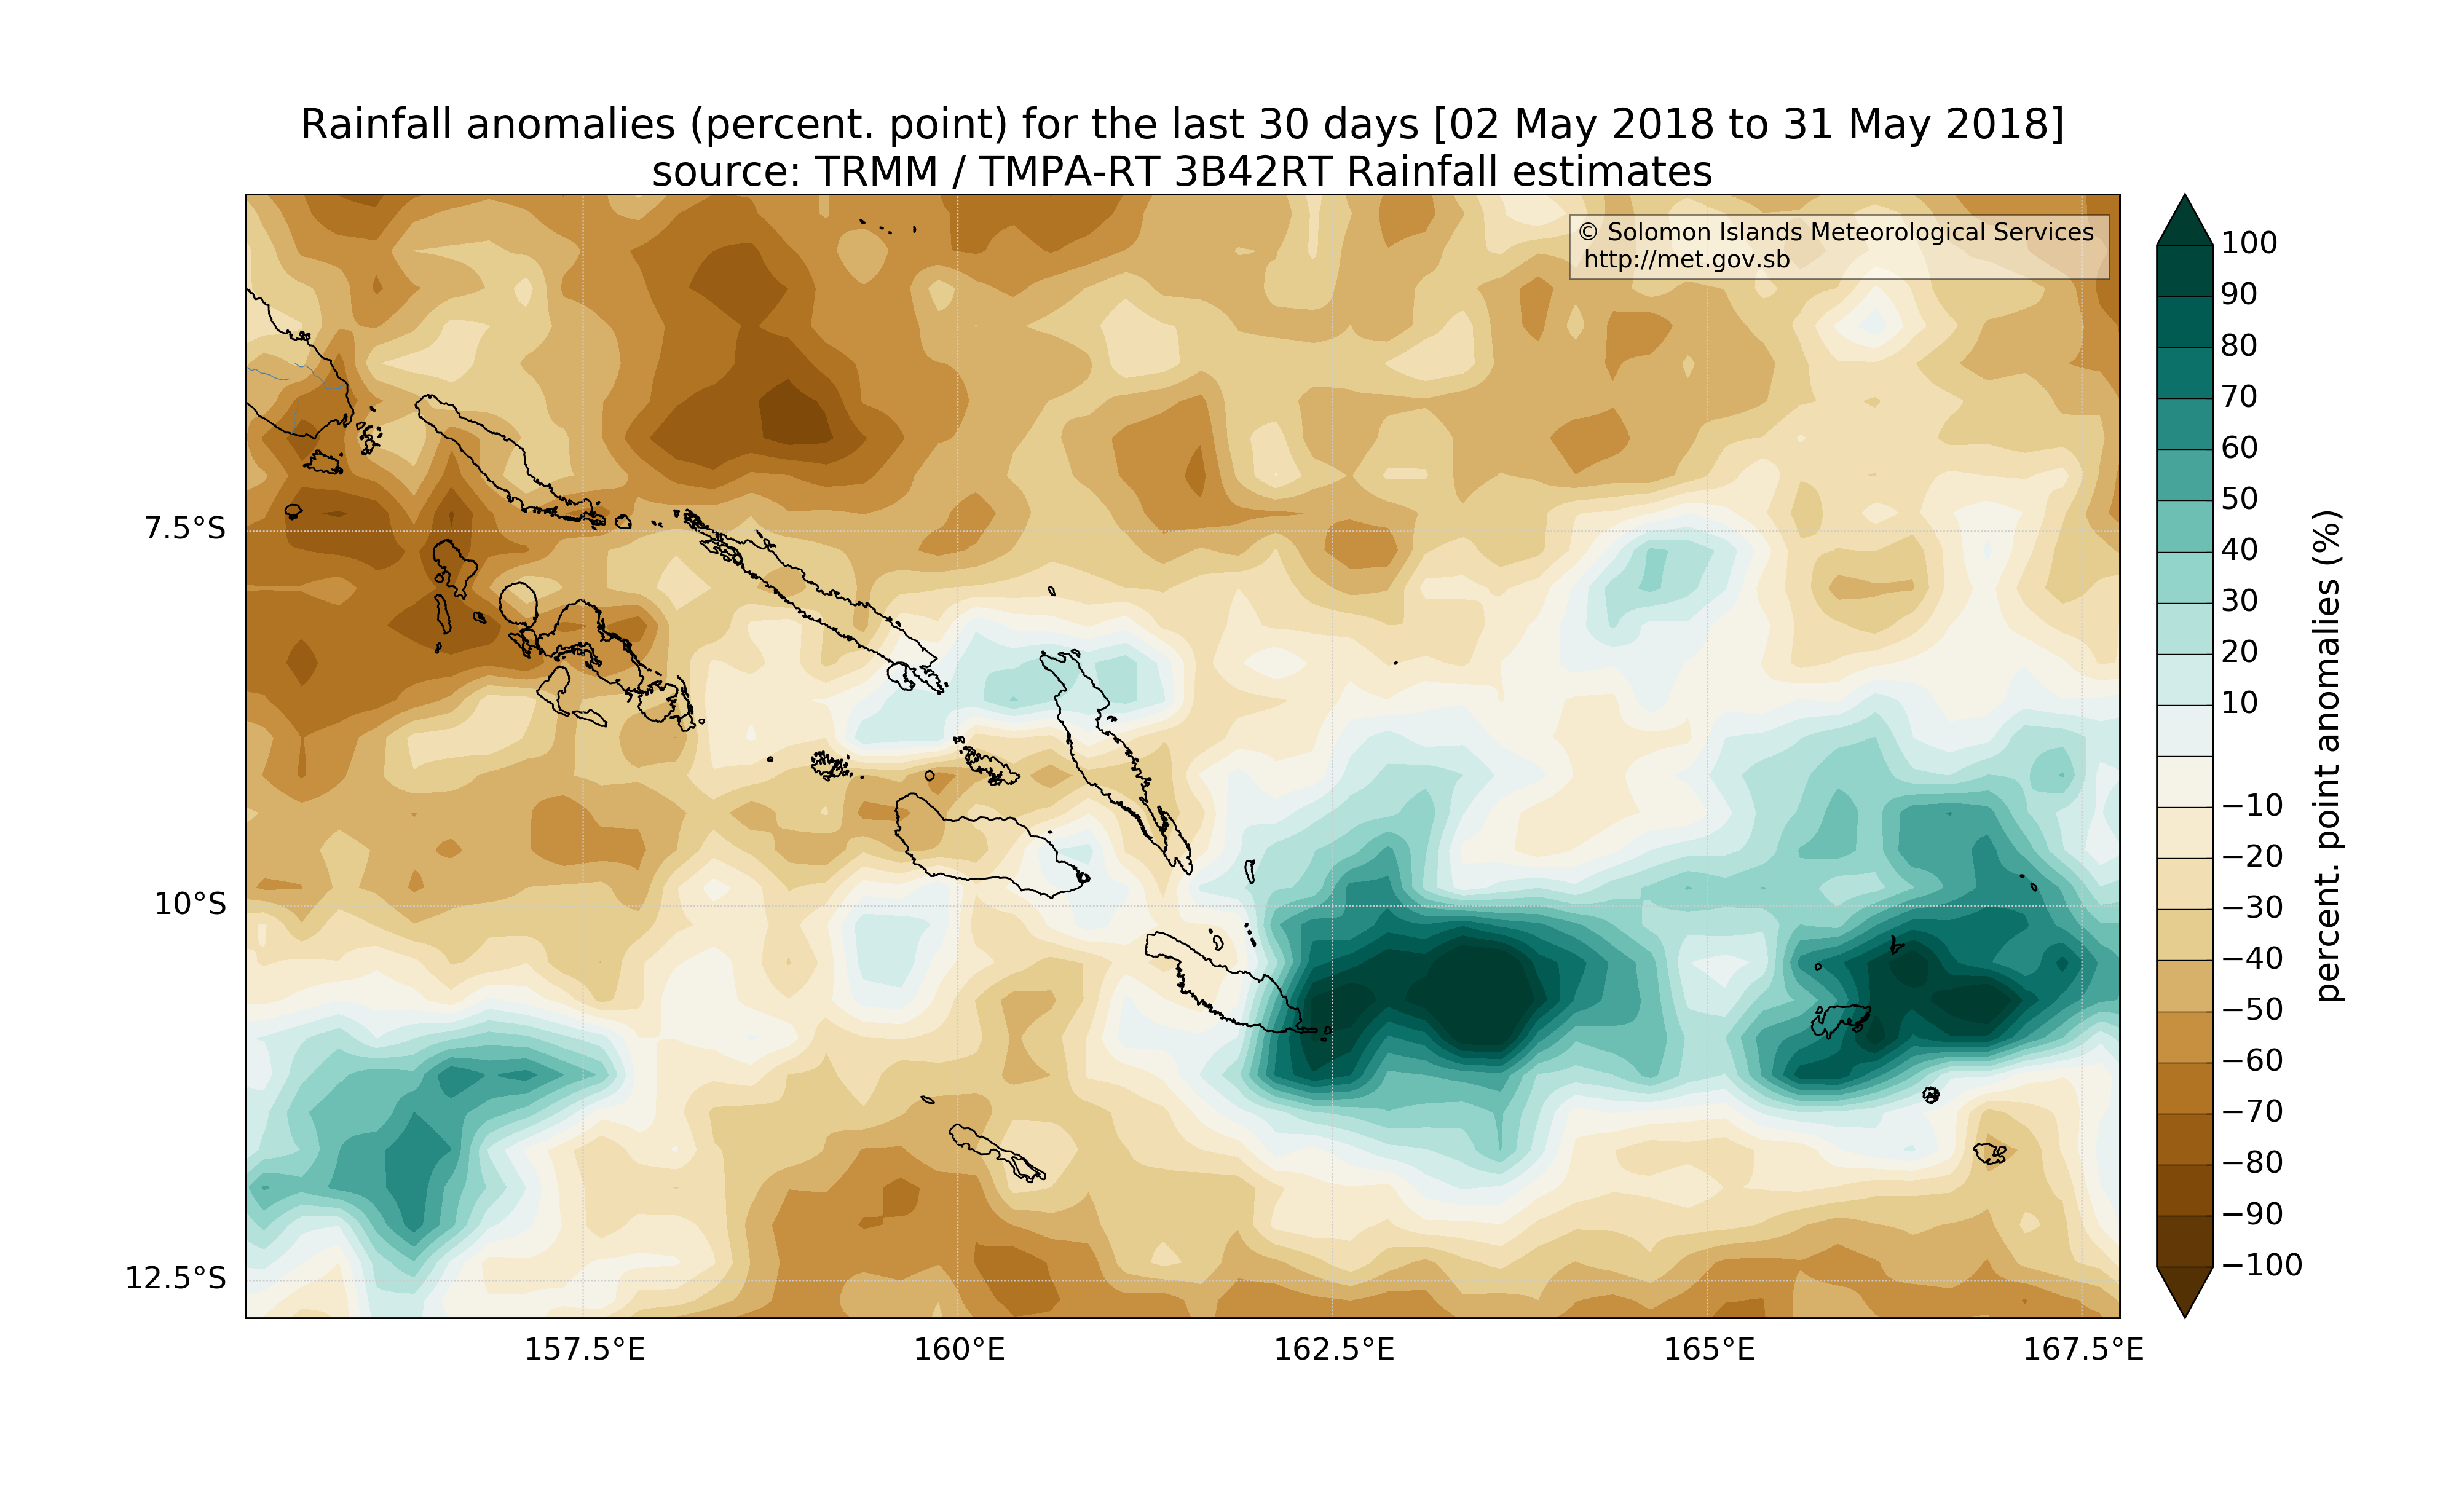 Rainfall anomalies (percent. point) for the last 30 days [02 May 2018 to 31 May 2018]
source: TRMM / TMPA-RT 3B42RT Rainfall estimates
© Solomon Islands Meteorological Services
http://met.gov.sb
7.5°S
10°S
12.5°S
157.5°E
160°E
162.5°E
165°E
167.5°E
100
90
80
70
60
50
40
30
20
10
−10
−20
−30
−40
−50
−60
−70
−80
−90
−100
percent. point anomalies (%)